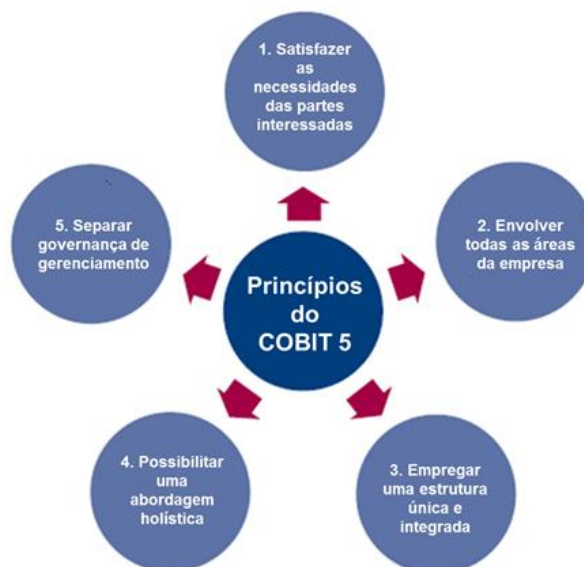 1. Satisfazer
as
necessidades
das partes
interessadas
5. Separar
governança de
gerenciamento
2. Envolver
todas as áreas
da empresa
Princípios
do
COBIT 5
4. Possibilitar
uma
abordagem
holística
3. Empregar
uma estrutura
única e
integrada